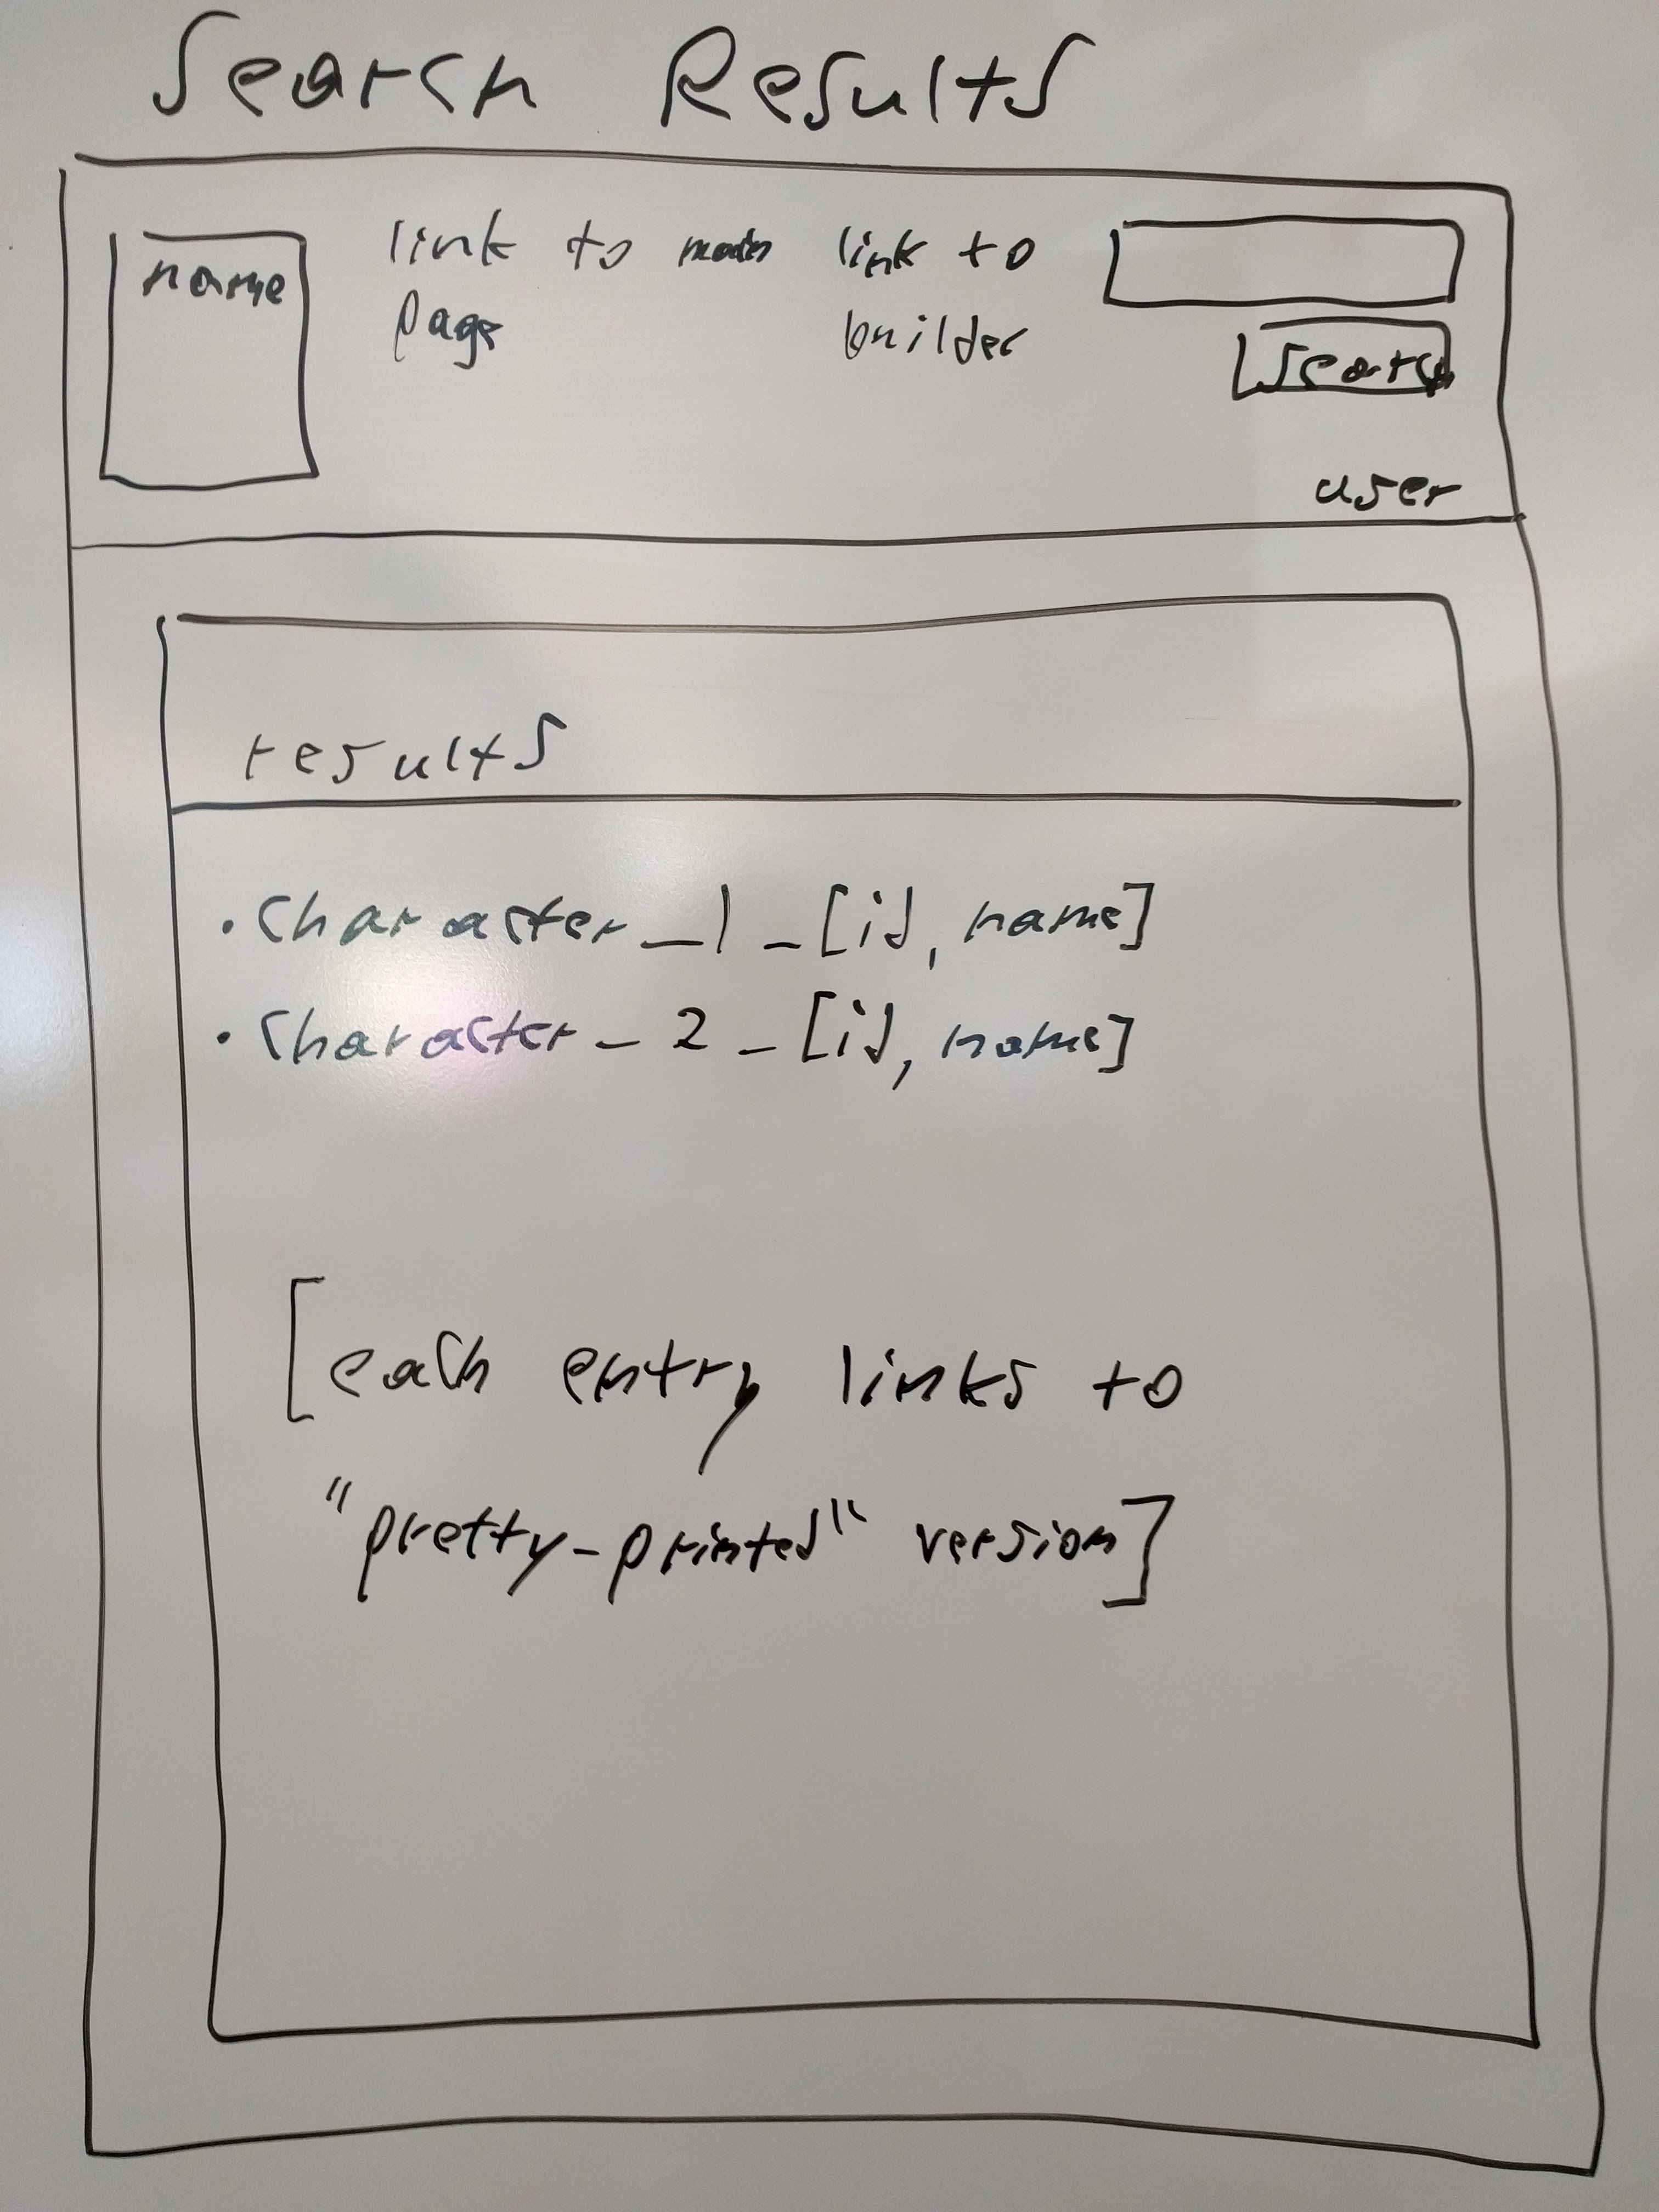 Search Results
name
link to main
page
link to
builder
Search
user
results
• Character_1_[id, name]
• Character_2_[id, name]
[each entry links to
"pretty-printed" version]